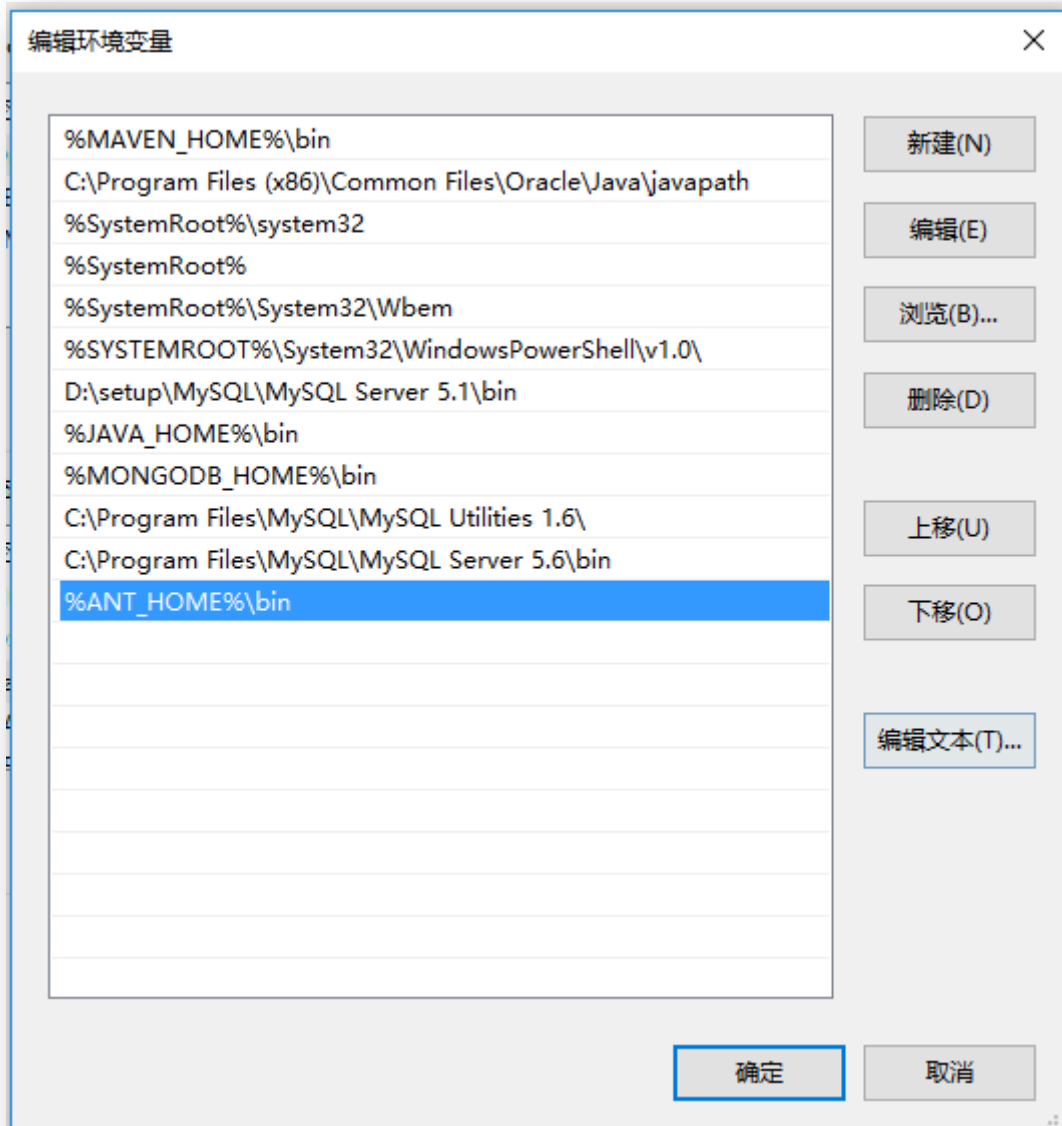 编辑环境变量
%MAVEN_HOME%\bin
C:\Program Files (x86)\Common Files\Oracle\Java\javapath
%SystemRoot%\system32
%SystemRoot%
%SystemRoot%\System32\Wbem
%SYSTEMROOT%\System32\WindowsPowerShell\v1.0\
D:\setup\MySQL\MySQL Server 5.1\bin
%JAVA_HOME%\bin
%MONGODB_HOME%\bin
C:\Program Files\MySQL\MySQL Utilities 1.6\
C:\Program Files\MySQL\MySQL Server 5.6\bin
%ANT_HOME%\bin
新建(N)
编辑(E)
浏览(B)...
删除(D)
上移(U)
下移(O)
编辑文本(T)...
确定
取消